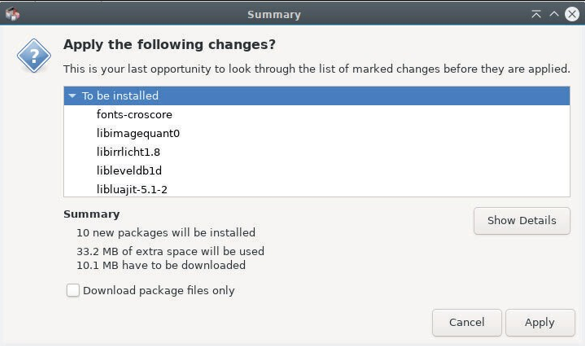 Summary
Apply the following changes?
This is your last opportunity to look through the list of marked changes before they are applied.
To be installed
fonts-croscore
libimagequant0
libirrlicht1.8
libleveldb1d
libluajit-5.1-2
Summary
10 new packages will be installed
33.2 MB of extra space will be used
10.1 MB have to be downloaded
Show Details
Download package files only
Cancel
Apply